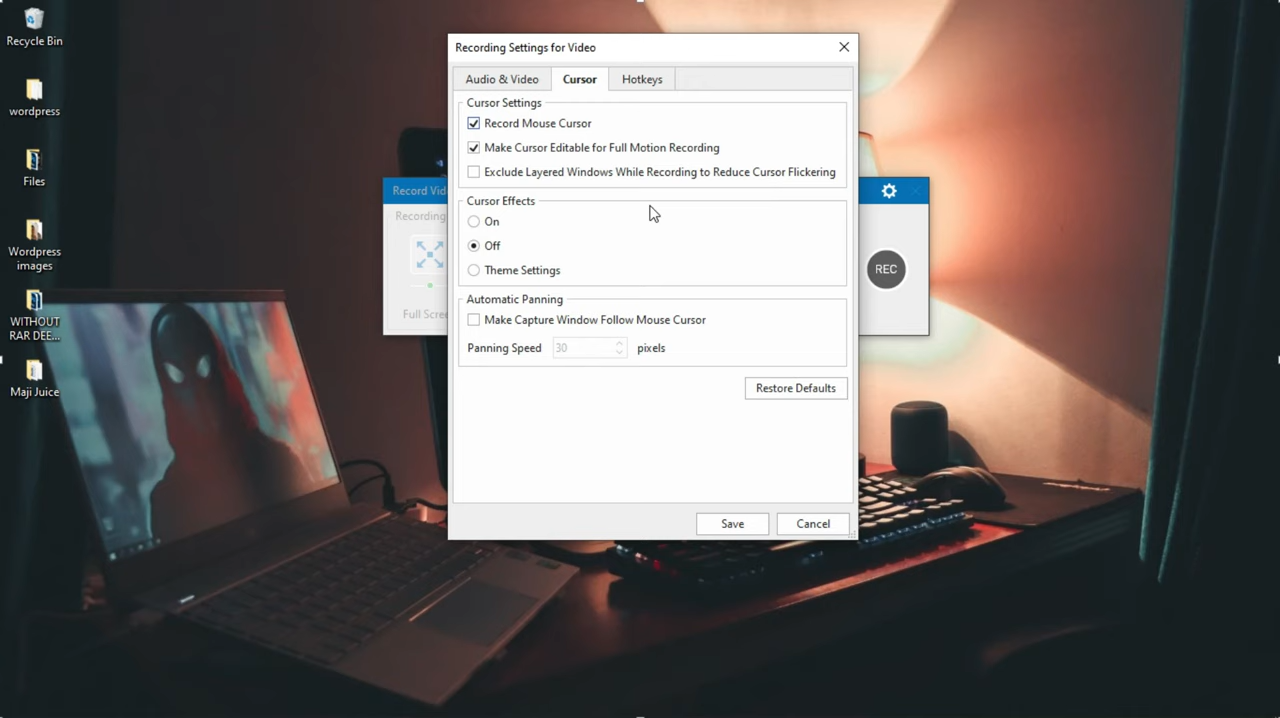 Recycle Bin
wordpress
Files
Wordpress
images
WITHOUT
RAR DEE...
Maji Juice
Record Vid
Recording
Full Scree
Recording Settings for Video
Audio & Video
Cursor
Hotkeys
Cursor Settings
Record Mouse Cursor
Make Cursor Editable for Full Motion Recording
Exclude Layered Windows While Recording to Reduce Cursor Flickering
Cursor Effects
On
Off
Theme Settings
Automatic Panning
Make Capture Window Follow Mouse Cursor
Panning Speed 30 pixels
Restore Defaults
Save
Cancel
REC